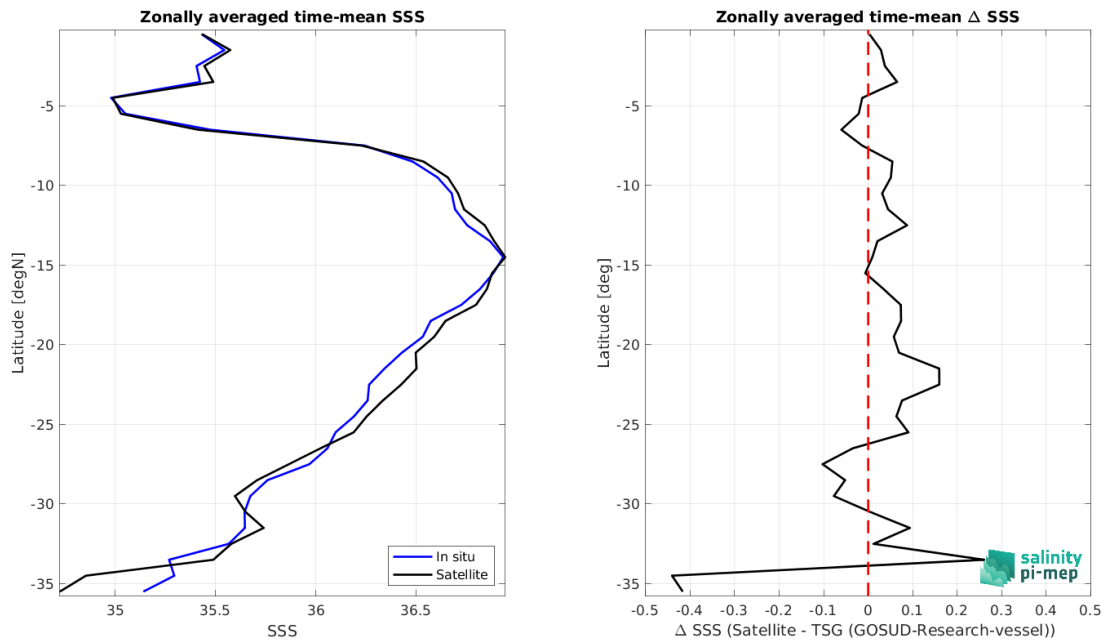 Zonally averaged time-mean SSS
-5
-10
-15
-20
-25
-30
-35
Latitude [degN]
35
35.5
36
36.5
SSS
In situ
Satellite
Zonally averaged time-mean Δ SSS
-5
-10
-15
-20
-25
-30
-35
Latitude [deg]
-0.5
-0.4
-0.3
-0.2
-0.1
0
0.1
0.2
0.3
0.4
0.5
Δ SSS (Satellite - TSG (GOSUD-Research-vessel))
salinity
pi-mep